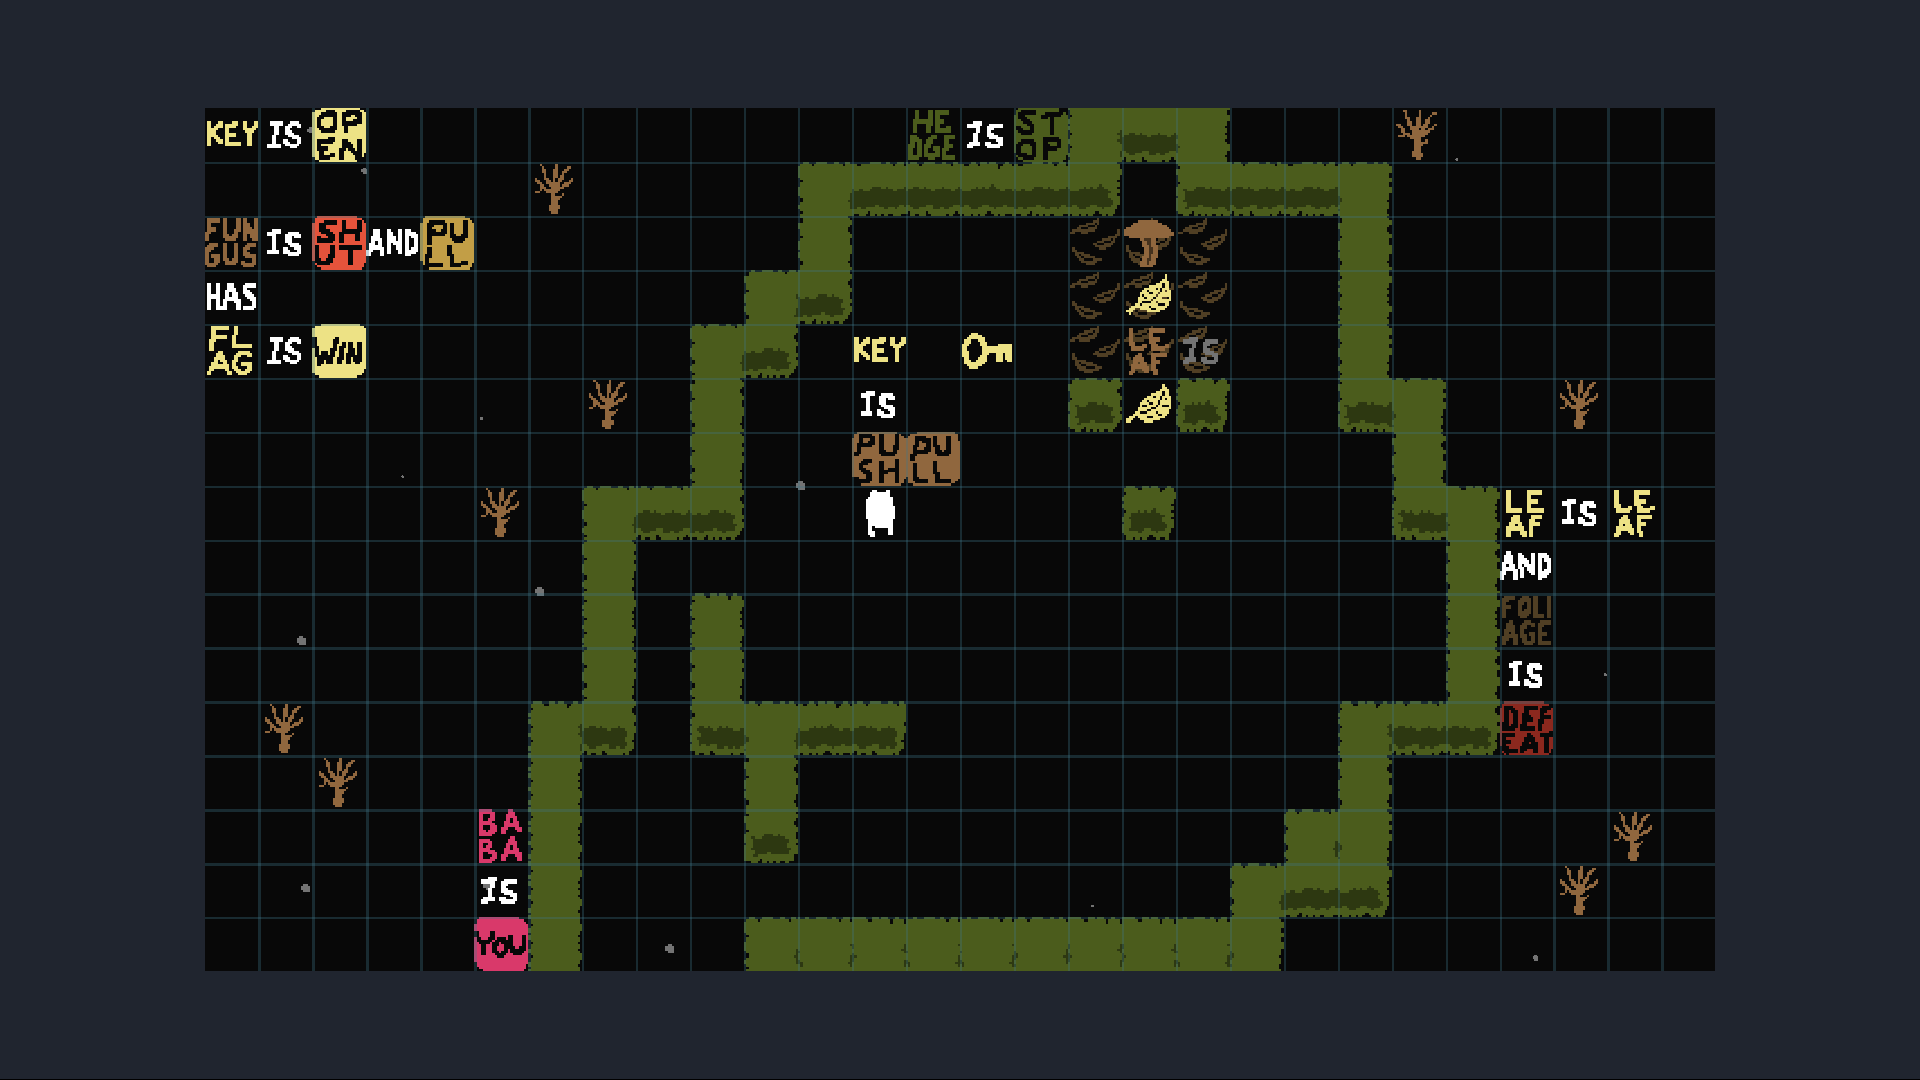 KEY IS OPEN
HEDGE IS STOP
FUNGUS IS SHUT AND PULL
HAS
FLAG IS WIN
KEY
LEAF IS
IS
PUSH PULL
LEAF IS LEAF
AND
FOLIAGE
IS
DEFEAT
BABA
IS
YOU